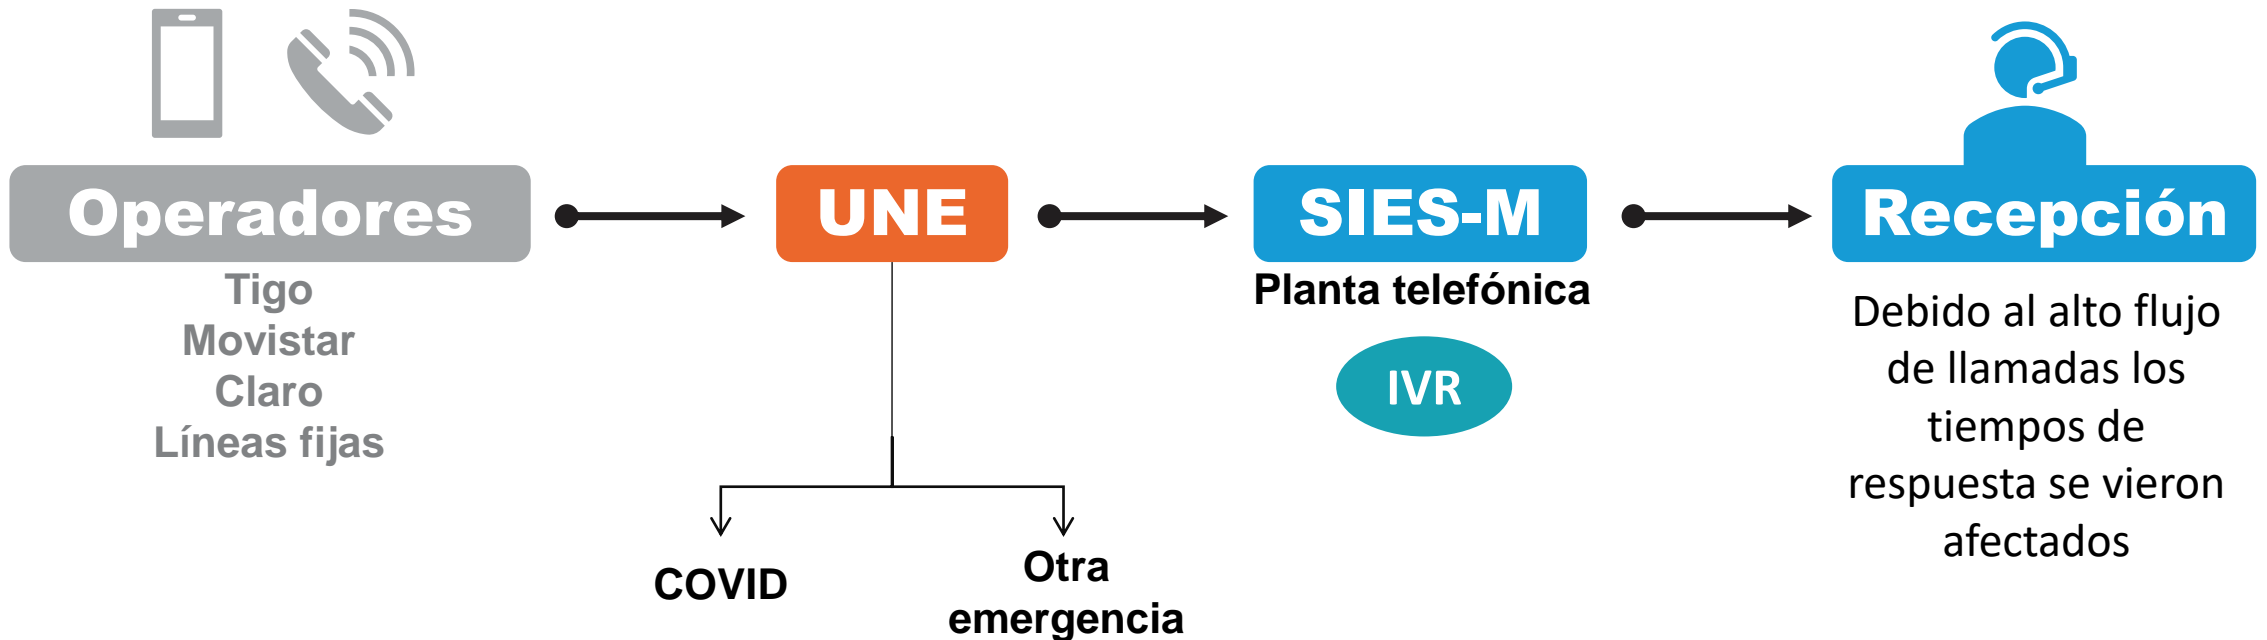 Operadores
Tigo
Movistar
Claro
Líneas fijas
UNE
COVID
Otra
emergencia
SIES-M
Planta telefónica
IVR
Recepción
Debido al alto flujo
de llamadas los
tiempos de
respuesta se vieron
afectados